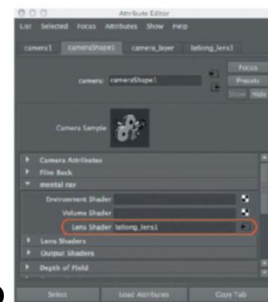 Attribute Editor
List Selected Focus Attributes Show Help
camera1 cameraShape1 camera_layer latlong_lens1
camera: cameraShape1
Focus
Presets
Show Hide
Camera Sample
Camera Attributes
Film Back
mental ray
Environment Shader
Volume Shader
Lens Shader latlong_lens1
Lens Shaders
Output Shaders
Depth of Field
Select Load Attributes Copy Tab